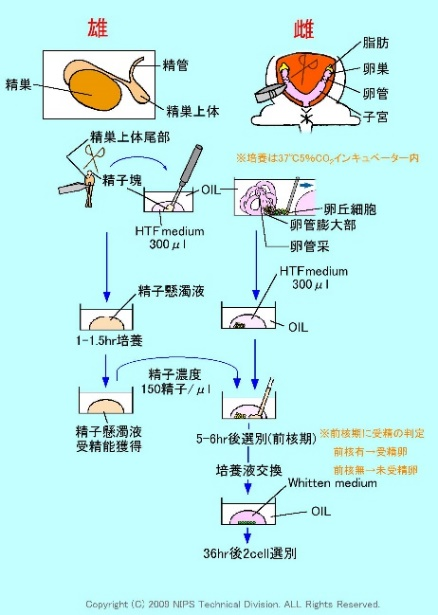 雄
雌
精管
精巣
精巣上体
脂肪
卵巣
卵管
子宮
精巣上体尾部
精子塊
OIL
HTF medium
300μl
※培養は37℃5%CO₂インキュベーター内
卵丘細胞
卵管膨大部
卵管采
HTF medium
300μl
精子懸濁液
OIL
1-1.5hr培養
精子濃度
150精子/μl
精子懸濁液
受精能獲得
5-6hr後選別(前核期)
※前核期に受精の判定
前核有→受精卵
前核無→未受精卵
培養液交換
Whitten medium
OIL
36hr後2cell選別
Copyright (C) 2009 NIPS Technical Division. ALL Rights Reserved.